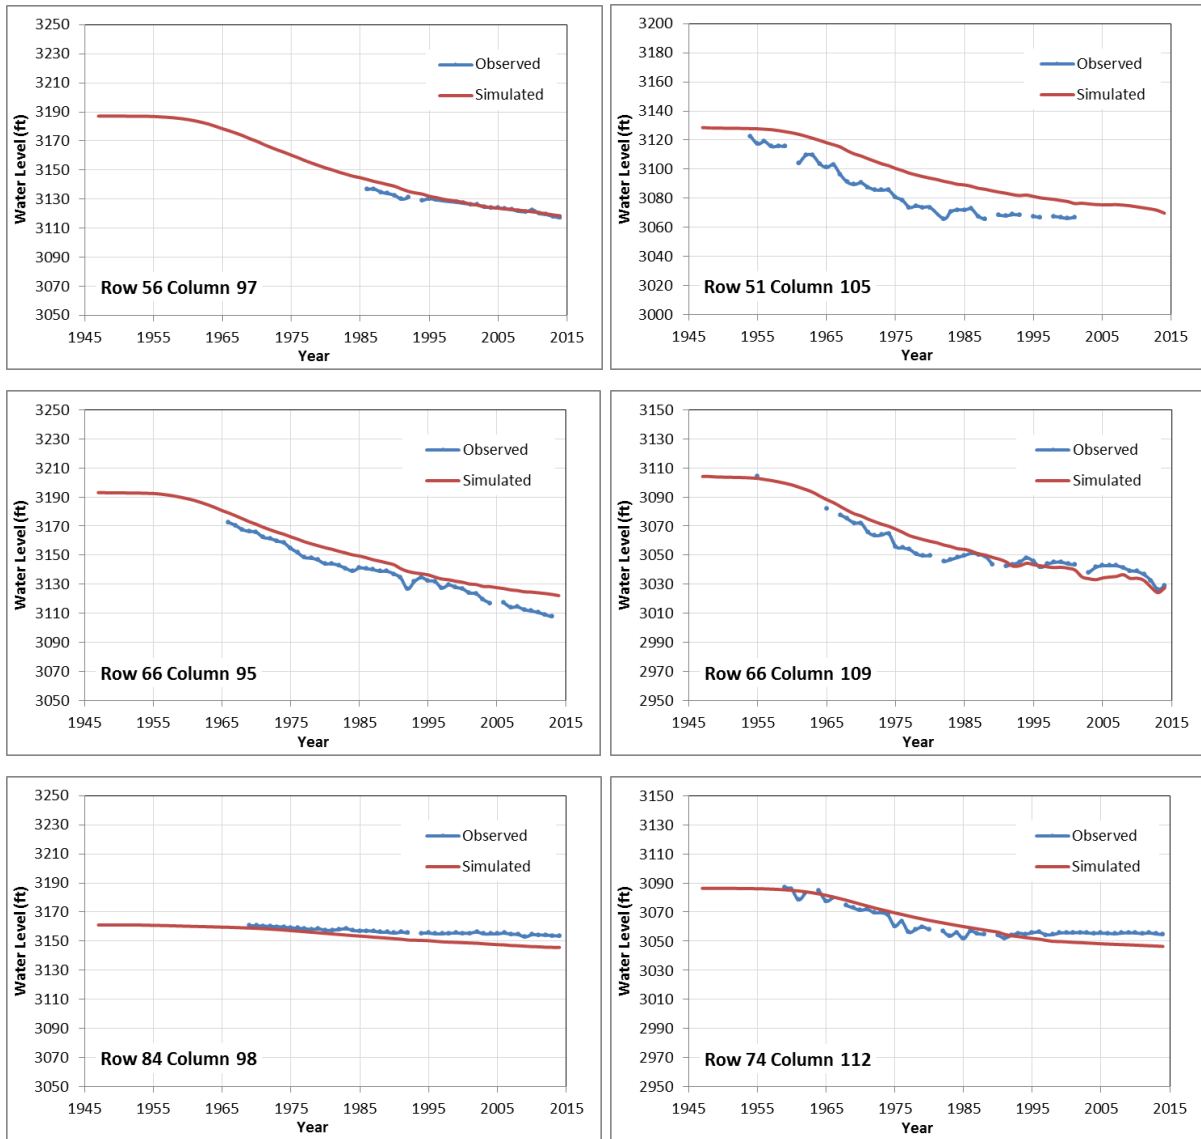 3250
3230
3210
3190
3170
3150
3130
3110
3090
3070
3050
Water Level (ft)
Observed
Simulated
Row 56 Column 97
1945 1955 1965 1975 1985 1995 2005 2015
Year
3200
3180
3160
3140
3120
3100
3080
3060
3040
3020
3000
Water Level (ft)
Observed
Simulated
Row 51 Column 105
1945 1955 1965 1975 1985 1995 2005 2015
Year
3250
3230
3210
3190
3170
3150
3130
3110
3090
3070
3050
Water Level (ft)
Observed
Simulated
Row 66 Column 95
1945 1955 1965 1975 1985 1995 2005 2015
Year
3150
3130
3110
3090
3070
3050
3030
3010
2990
2970
2950
Water Level (ft)
Observed
Simulated
Row 66 Column 109
1945 1955 1965 1975 1985 1995 2005 2015
Year
3250
3230
3210
3190
3170
3150
3130
3110
3090
3070
3050
Water Level (ft)
Observed
Simulated
Row 84 Column 98
1945 1955 1965 1975 1985 1995 2005 2015
Year
3150
3130
3110
3090
3070
3050
3030
3010
2990
2970
2950
Water Level (ft)
Observed
Simulated
Row 74 Column 112
1945 1955 1965 1975 1985 1995 2005 2015
Year